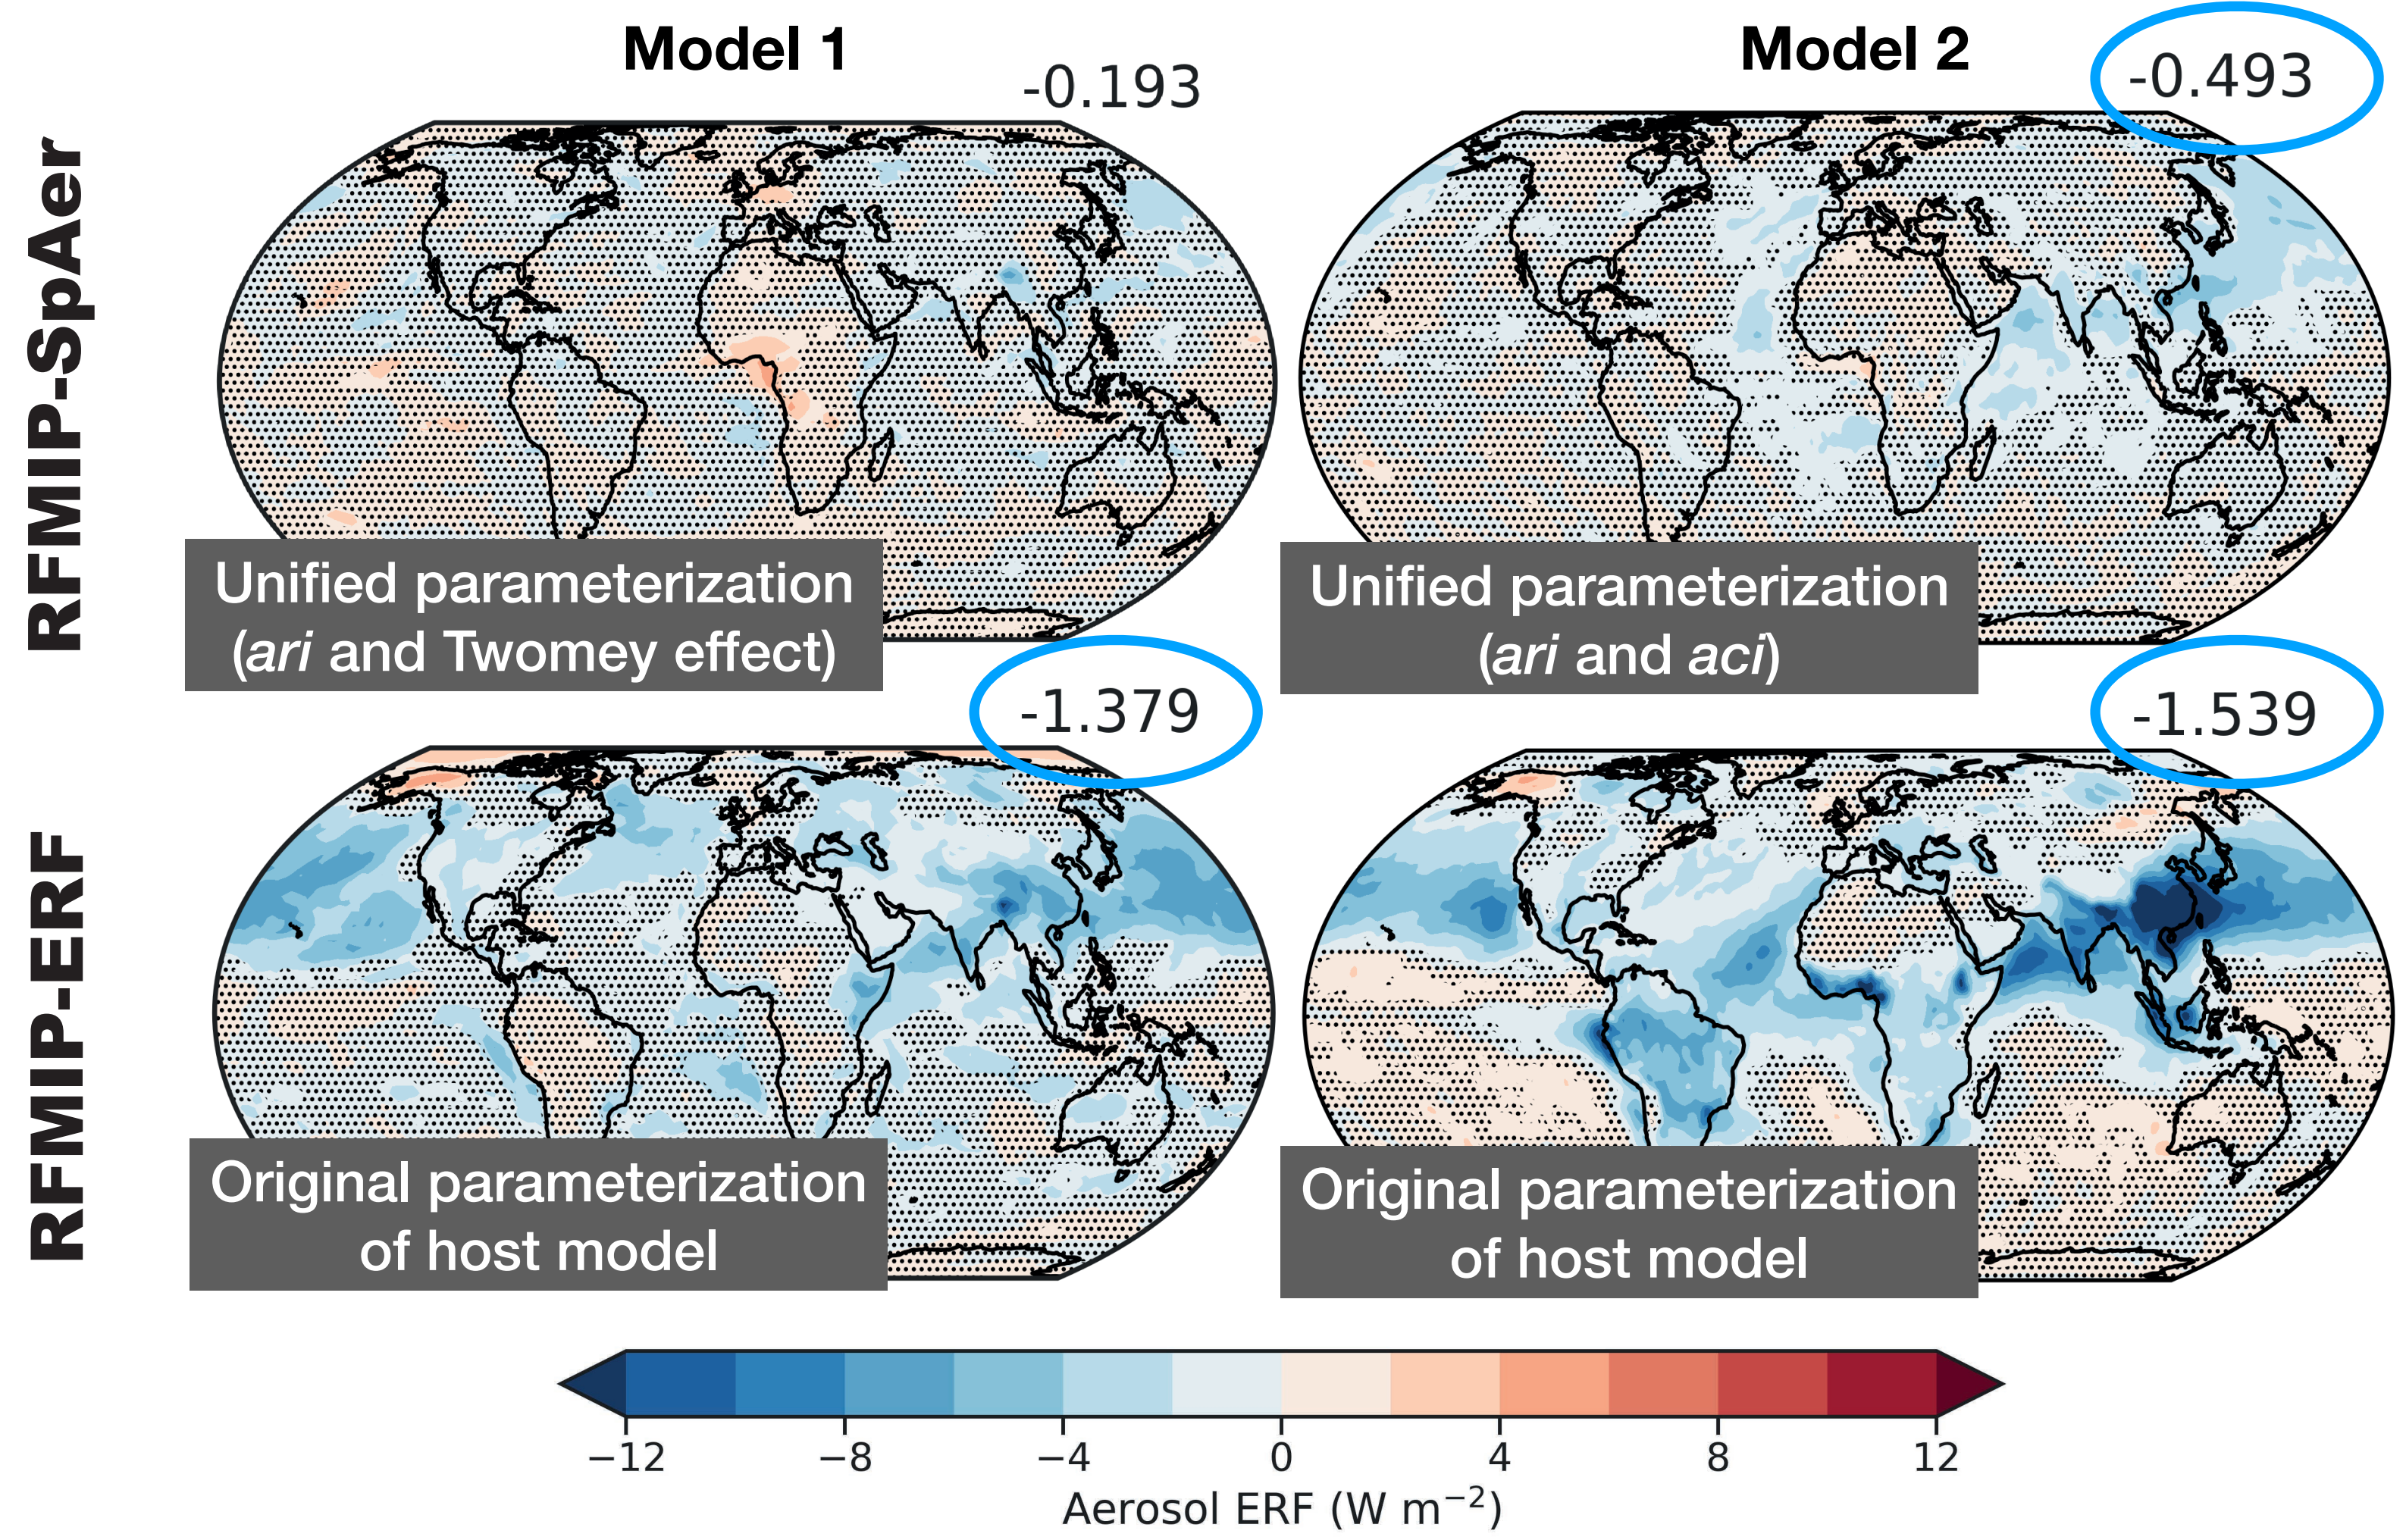 Model 1
Model 2
-0.193
-0.493
RFMIP-SpAer
Unified parameterization
(ari and Twomey effect)
Unified parameterization
(ari and aci)
-1.379
-1.539
RFMIP-ERF
Original parameterization
of host model
Original parameterization
of host model
−12 −8 −4 0 4 8 12
Aerosol ERF (W m⁻²)